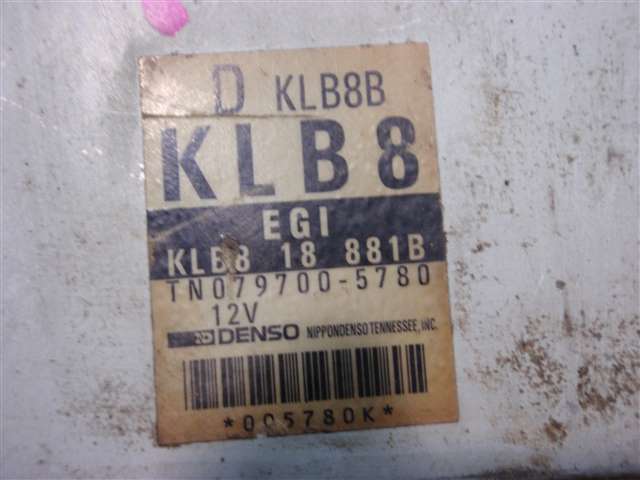 D KLB8B
KLB8
EGI
KLB8 18 881B
TN079700-5780
12V
DENSO NIPPONDENSO TENNESSEE, INC.
*005780K*